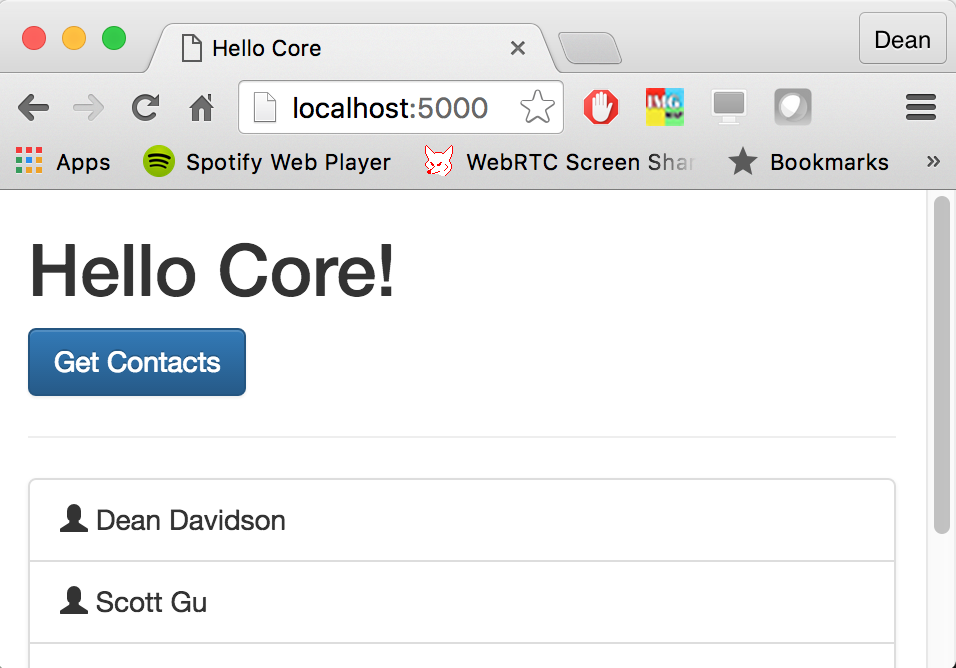 Hello Core
Dean
localhost:5000
IMG
Apps Spotify Web Player WebRTC Screen Shar Bookmarks »
Hello Core!
Get Contacts
Dean Davidson
Scott Gu